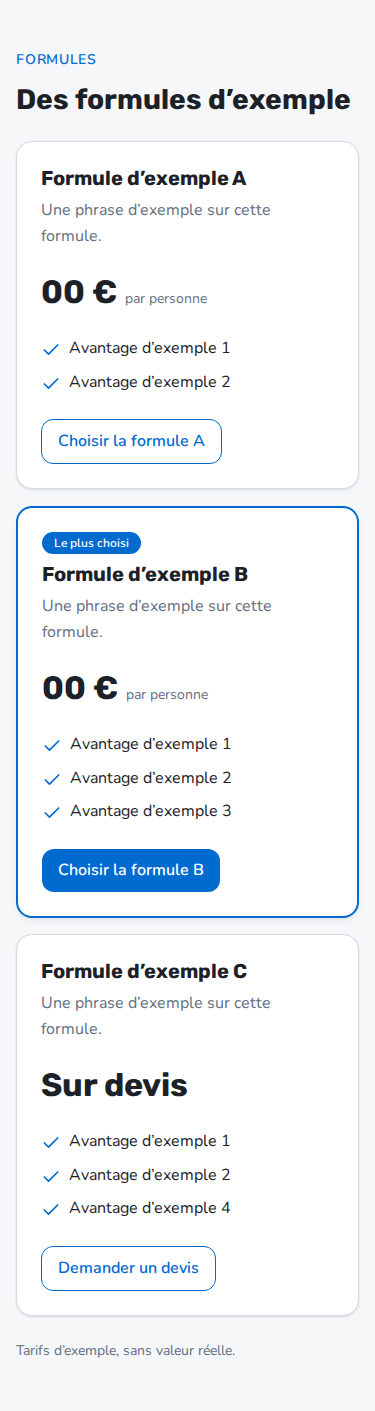 FORMULES
Des formules d’exemple
Formule d’exemple A
Une phrase d’exemple sur cette
formule.
00 € par personne
Avantage d’exemple 1
Avantage d’exemple 2
Choisir la formule A
Le plus choisi
Formule d’exemple B
Une phrase d’exemple sur cette
formule.
00 € par personne
Avantage d’exemple 1
Avantage d’exemple 2
Avantage d’exemple 3
Choisir la formule B
Formule d’exemple C
Une phrase d’exemple sur cette
formule.
Sur devis
Avantage d’exemple 1
Avantage d’exemple 2
Avantage d’exemple 4
Demander un devis
Tarifs d’exemple, sans valeur réelle.